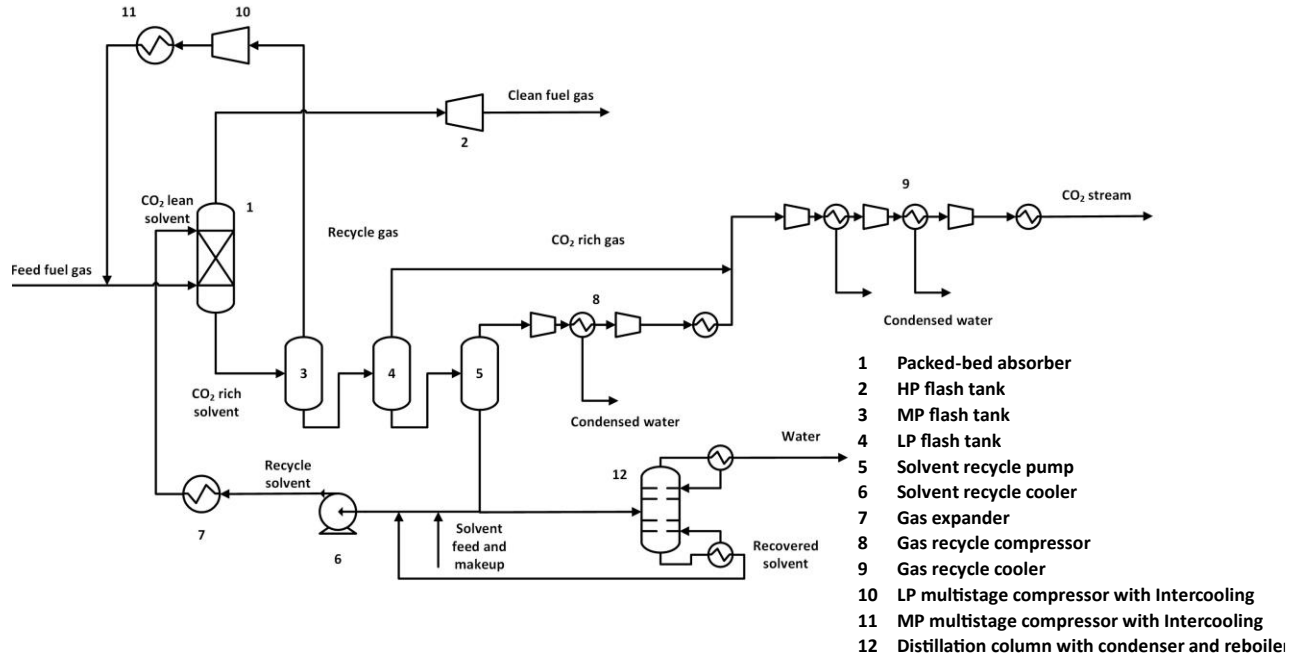 11
10
Clean fuel gas
2
CO₂ lean
solvent
1
9
CO₂ stream
Recycle gas
CO₂ rich gas
Feed fuel gas
8
Condensed water
3
4
5
CO₂ rich
solvent
Condensed water
Water
12
Recycle
solvent
7
6
Solvent
feed and
makeup
Recovered
solvent
1 Packed-bed absorber
2 HP flash tank
3 MP flash tank
4 LP flash tank
5 Solvent recycle pump
6 Solvent recycle cooler
7 Gas expander
8 Gas recycle compressor
9 Gas recycle cooler
10 LP multistage compressor with Intercooling
11 MP multistage compressor with Intercooling
12 Distillation column with condenser and reboiler